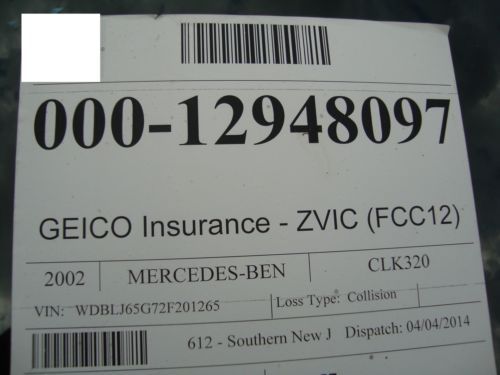 000-12948097
GEICO Insurance - ZVIC (FCC12)
2002 MERCEDES-BEN CLK320
VIN: WDBLJ65G72F201265 Loss Type: Collision
612 - Southern New J Dispatch: 04/04/2014